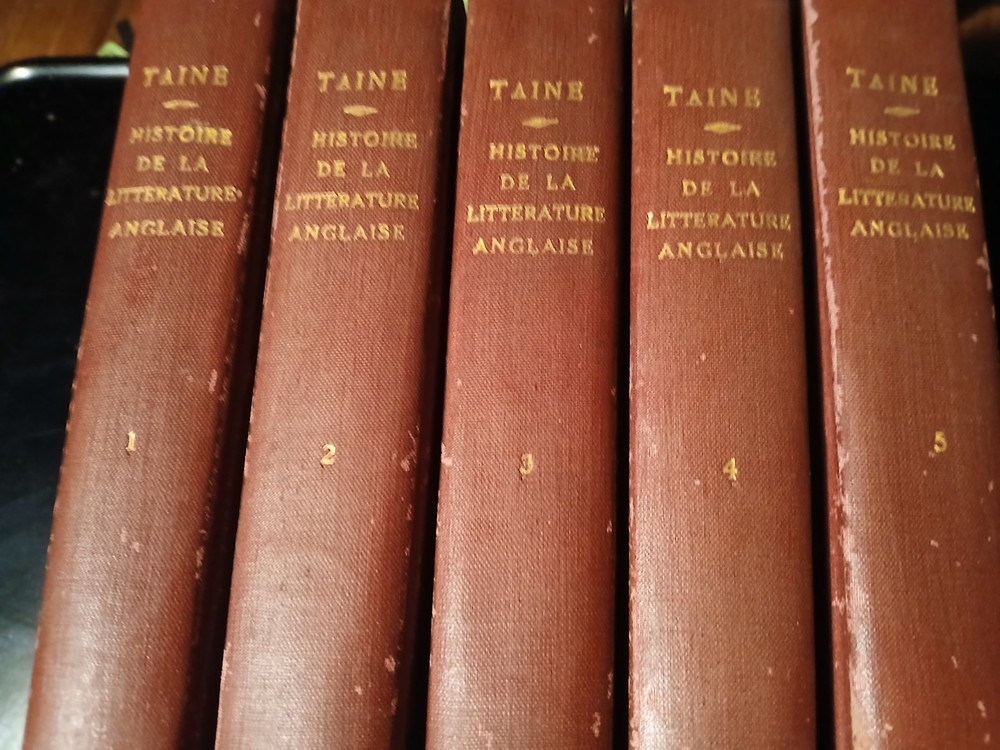 TAINE
HISTOIRE
DE LA
LITTERATURE
ANGLAISE
1
TAINE
HISTOIRE
DE LA
LITTERATURE
ANGLAISE
2
TAINE
HISTOIRE
DE LA
LITTERATURE
ANGLAISE
3
TAINE
HISTOIRE
DE LA
LITTERATURE
ANGLAISE
4
TAINE
HISTOIRE
DE LA
LITTERATURE
ANGLAISE
5